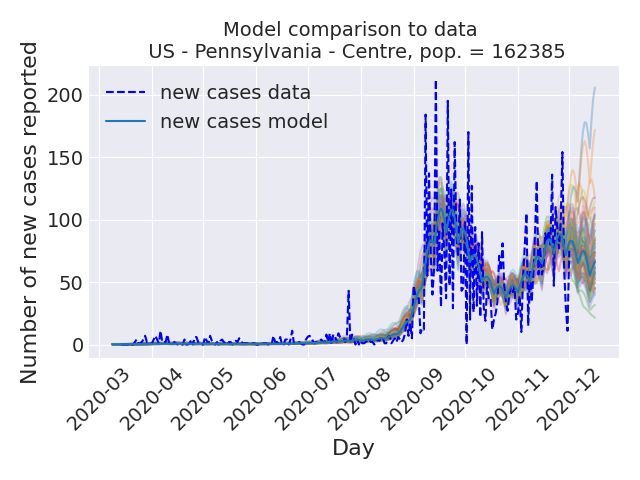 Model comparison to data
US - Pennsylvania - Centre, pop. = 162385
Number of new cases reported
200
150
100
50
0
new cases data
new cases model
2020-03
2020-04
2020-05
2020-06
2020-07
2020-08
2020-09
2020-10
2020-11
2020-12
Day